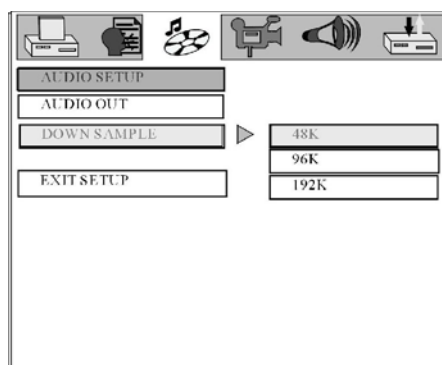 AUDIO SETUP
AUDIO OUT
DOWN SAMPLE
48K
96K
EXIT SETUP
192K